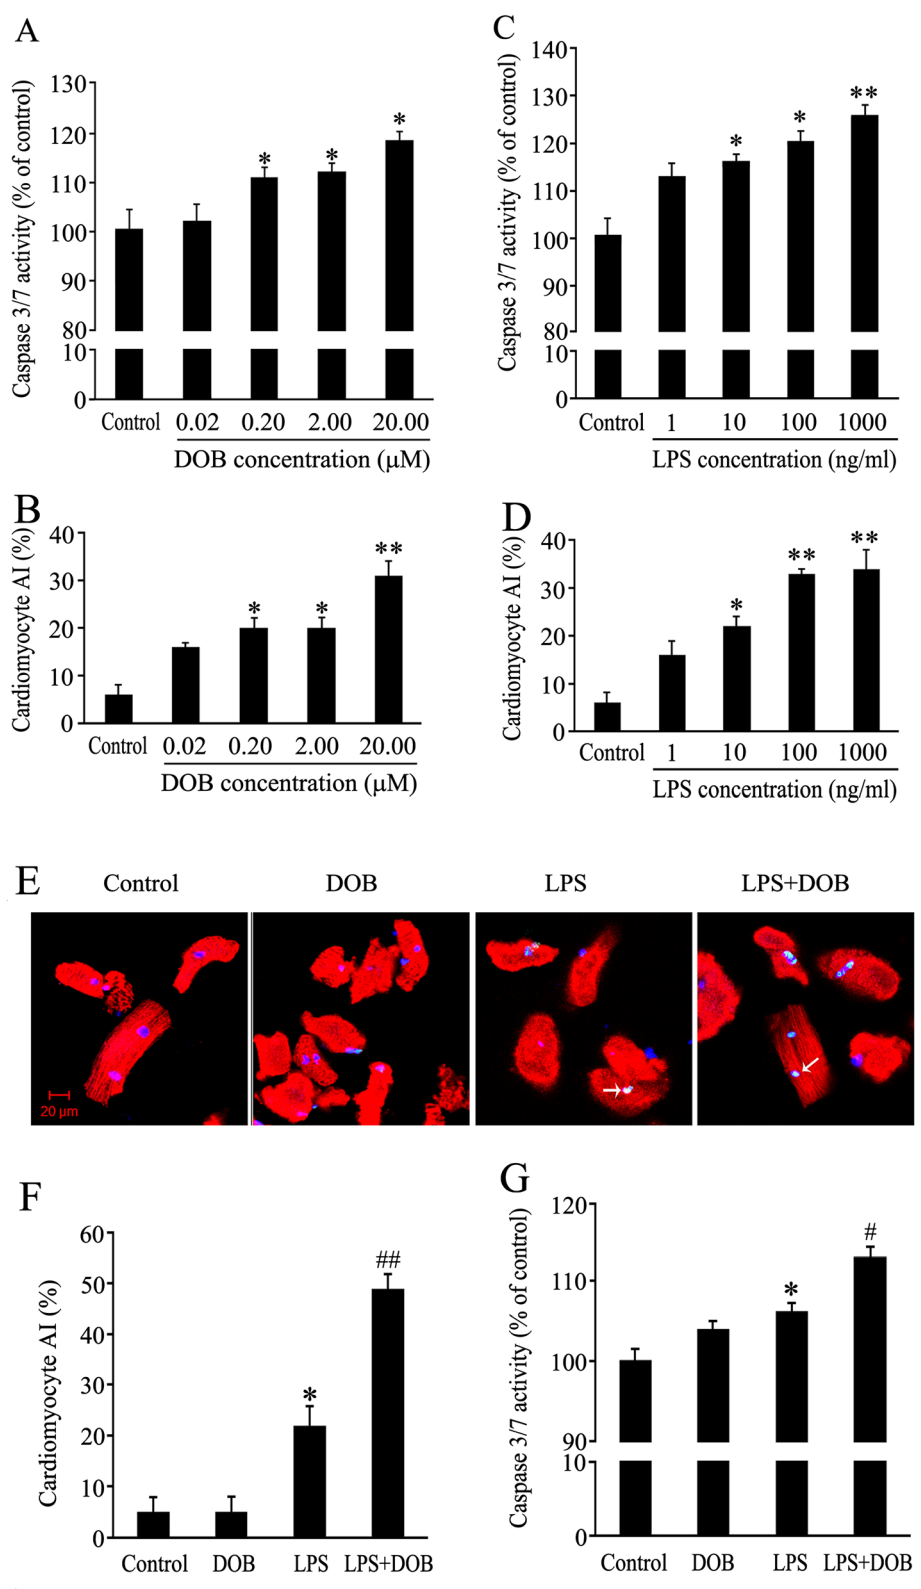 A
Caspase 3/7 activity (% of control)
130
120
110
100
90
80
10
0
* * *
Control 0.02 0.20 2.00 20.00
DOB concentration (μM)
C
Caspase 3/7 activity (% of control)
140
130
120
110
100
90
80
10
0
* * **
Control 1 10 100 1000
LPS concentration (ng/ml)
B
Cardiomyocyte AI (%)
40
30
20
10
0
* * **
Control 0.02 0.20 2.00 20.00
DOB concentration (μM)
D
Cardiomyocyte AI (%)
40
30
20
10
0
* ** **
Control 1 10 100 1000
LPS concentration (ng/ml)
E
Control DOB LPS LPS+DOB
20 μm
F
Cardiomyocyte AI (%)
60
50
40
30
20
10
0
* ##
Control DOB LPS LPS+DOB
G
Caspase 3/7 activity (% of control)
120
110
100
90
10
0
* #
Control DOB LPS LPS+DOB